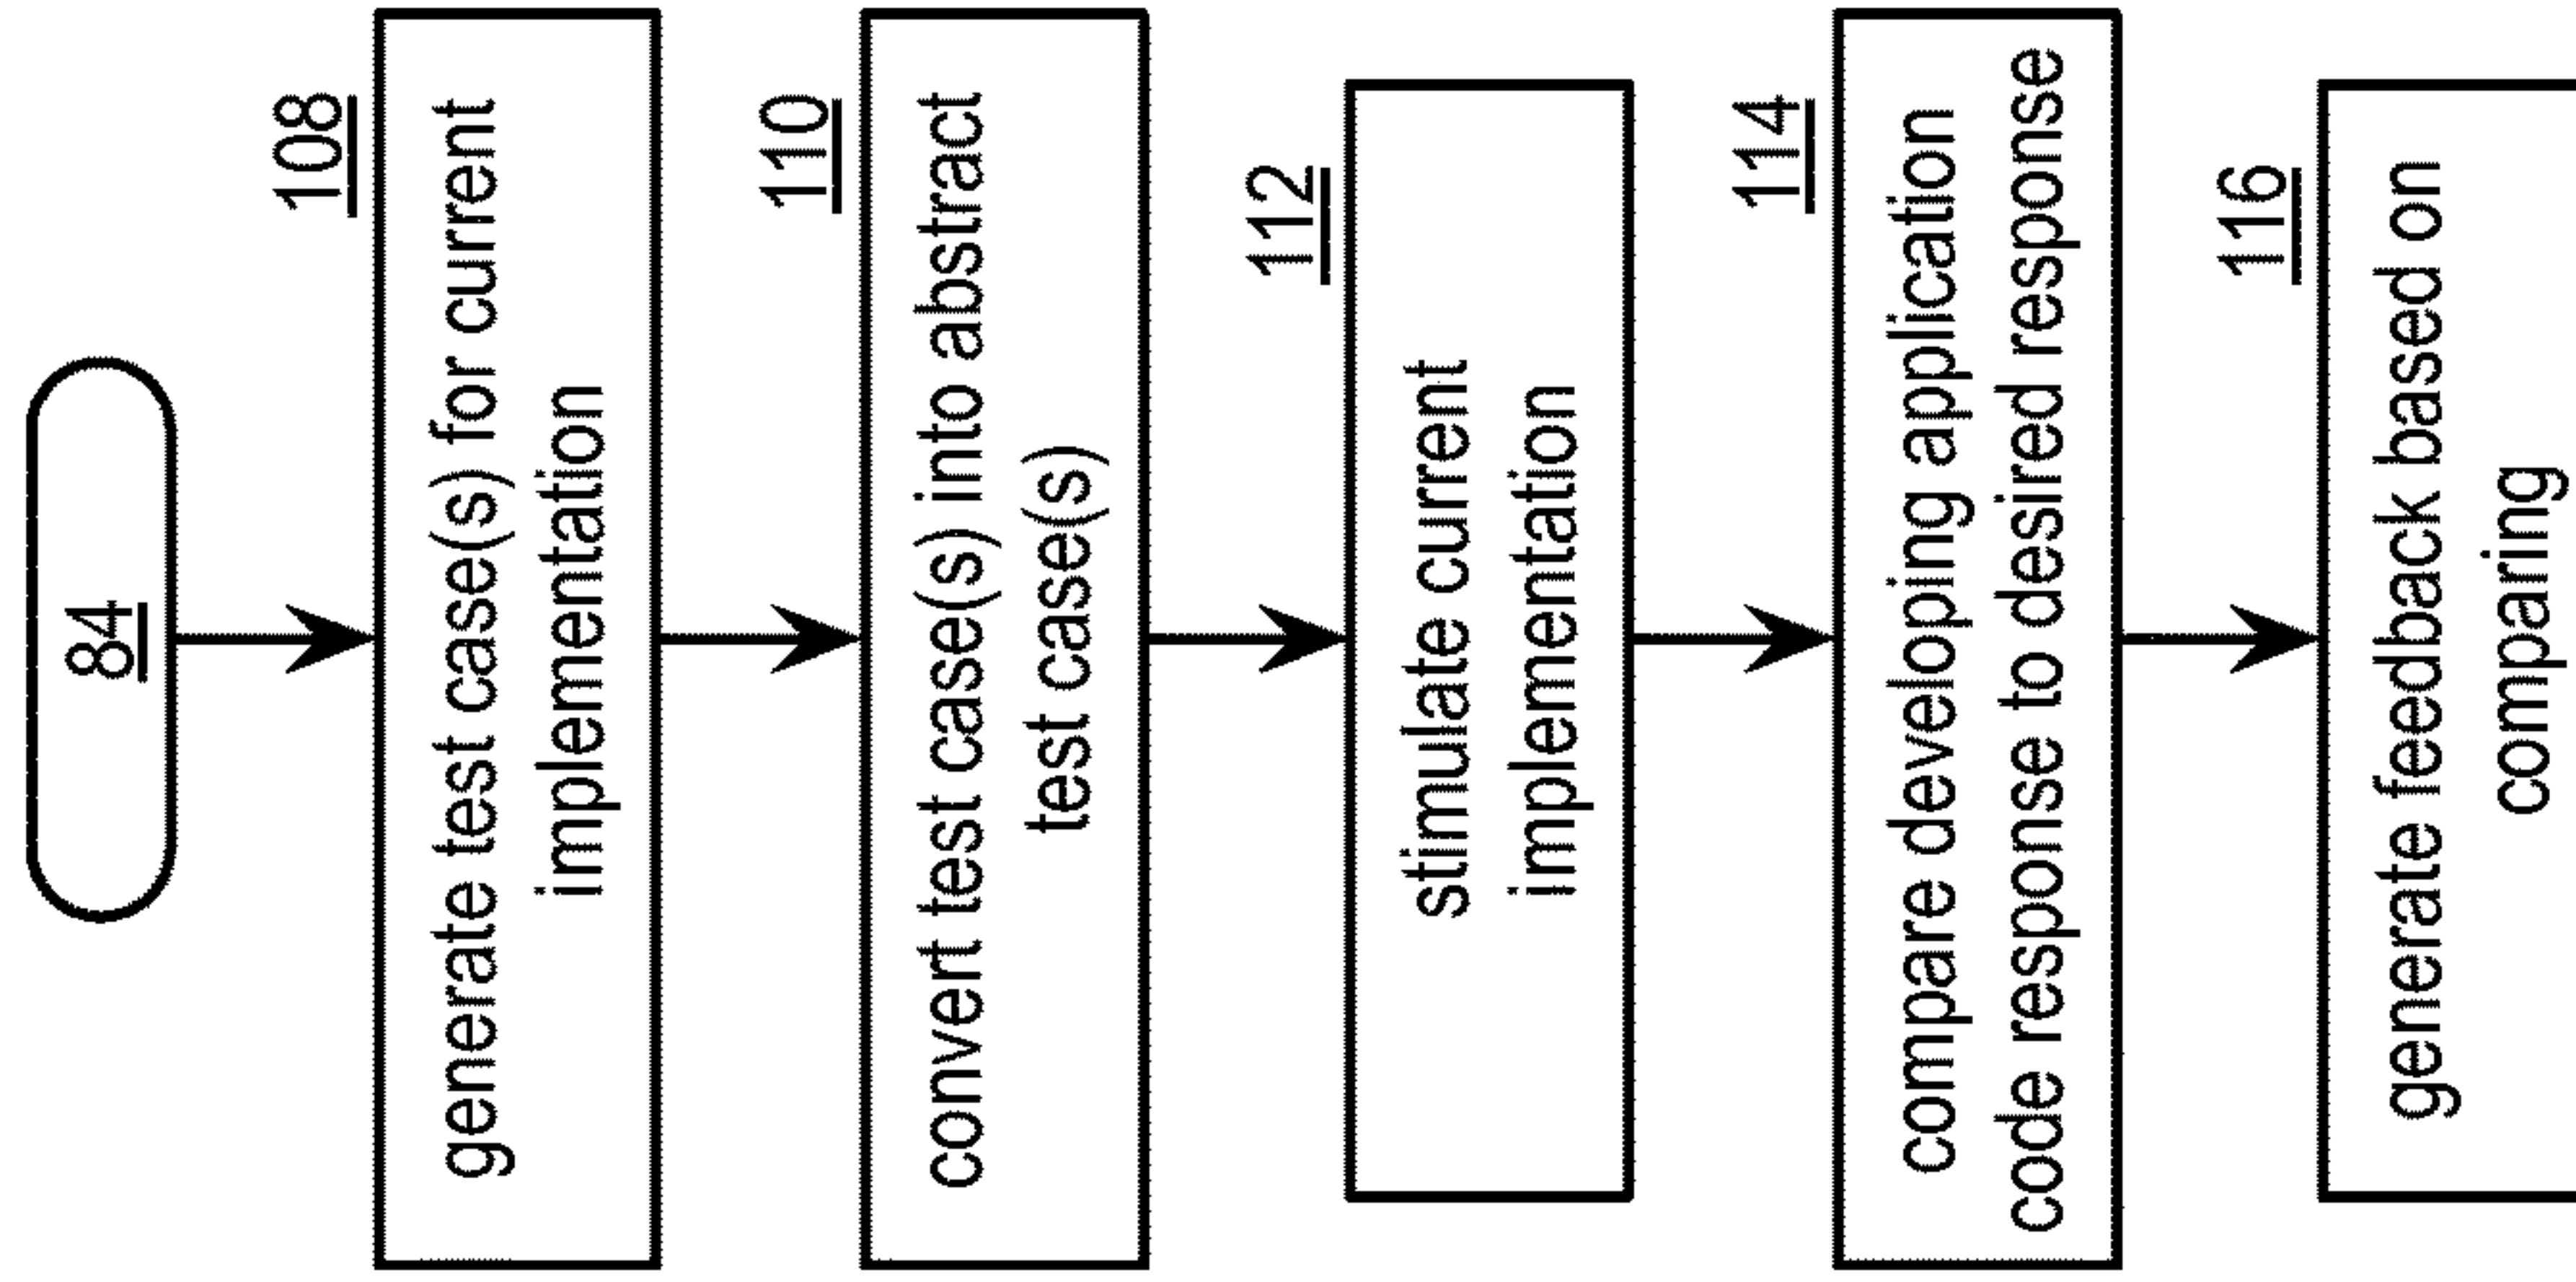 84
108
generate test case(s) for current
implementation
110
convert test case(s) into abstract
test case(s)
112
stimulate current
implementation
114
compare developing application
code response to desired response
116
generate feedback based on
comparing